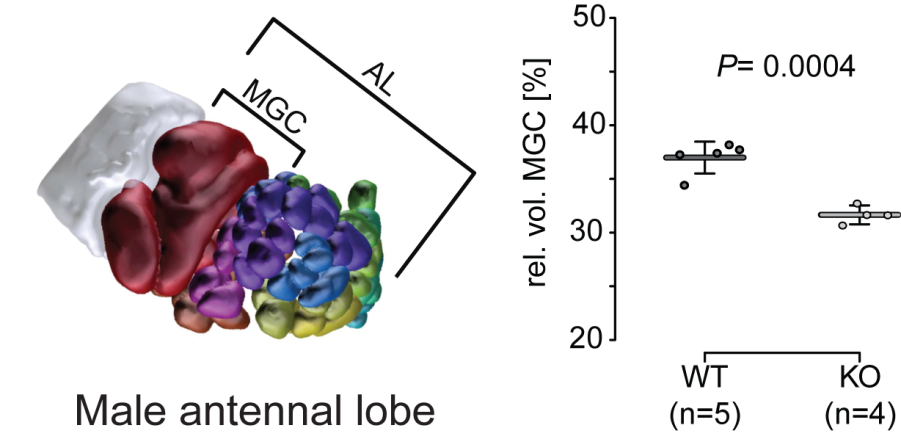 AL
MGC
Male antennal lobe
rel. vol. MGC [%]
50
40
30
20
P= 0.0004
WT
(n=5)
KO
(n=4)